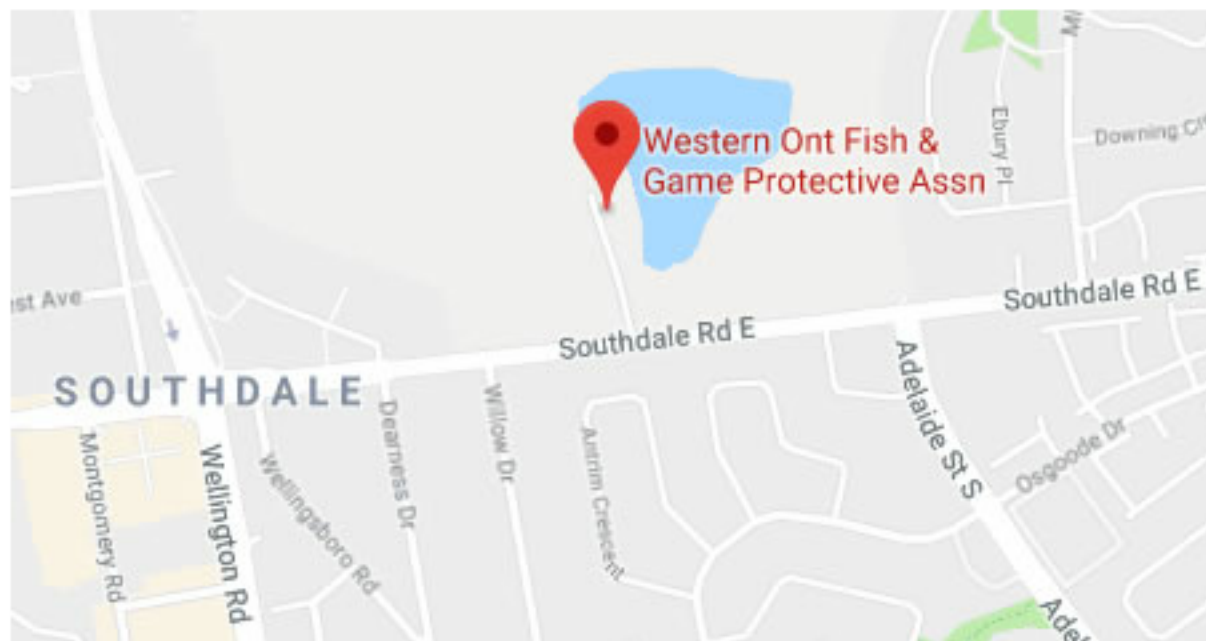 Western Ont Fish &
Game Protective Assn
Ebury Pl
Downing
st Ave
Southdale Rd E
Southdale Rd E
SOUTHDALE
Adelaide St S
Osgoode Dr
Montgomery Rd
Wellington Rd
Wellingsboro Rd
Dearness Dr
Willow Dr
Antrim Crescent
Adel